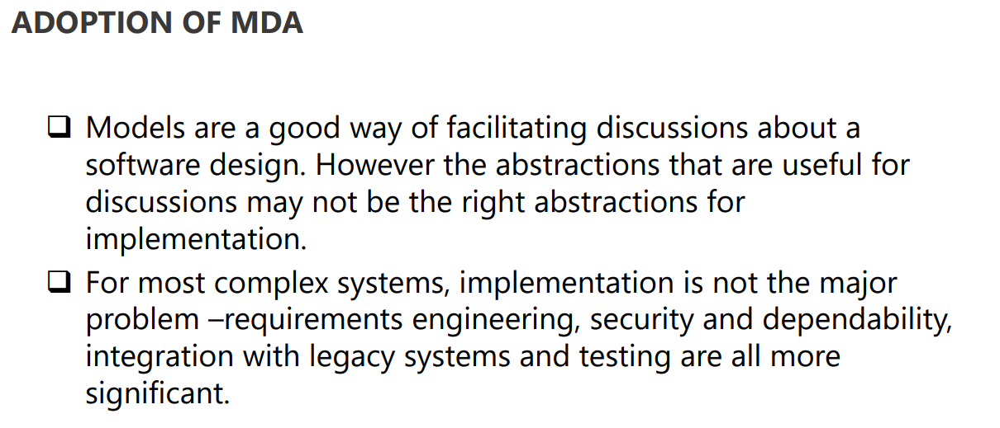 ADOPTION OF MDA
❑ Models are a good way of facilitating discussions about a
software design. However the abstractions that are useful for
discussions may not be the right abstractions for
implementation.
❑ For most complex systems, implementation is not the major
problem –requirements engineering, security and dependability,
integration with legacy systems and testing are all more
significant.